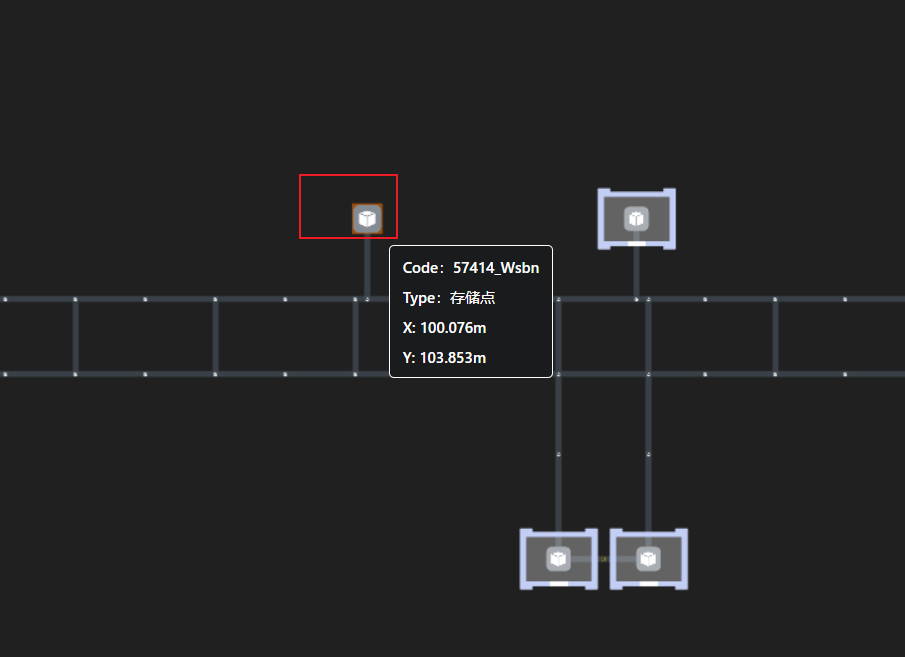 Code：57414_Wsbn
Type：存储点
X: 100.076m
Y: 103.853m